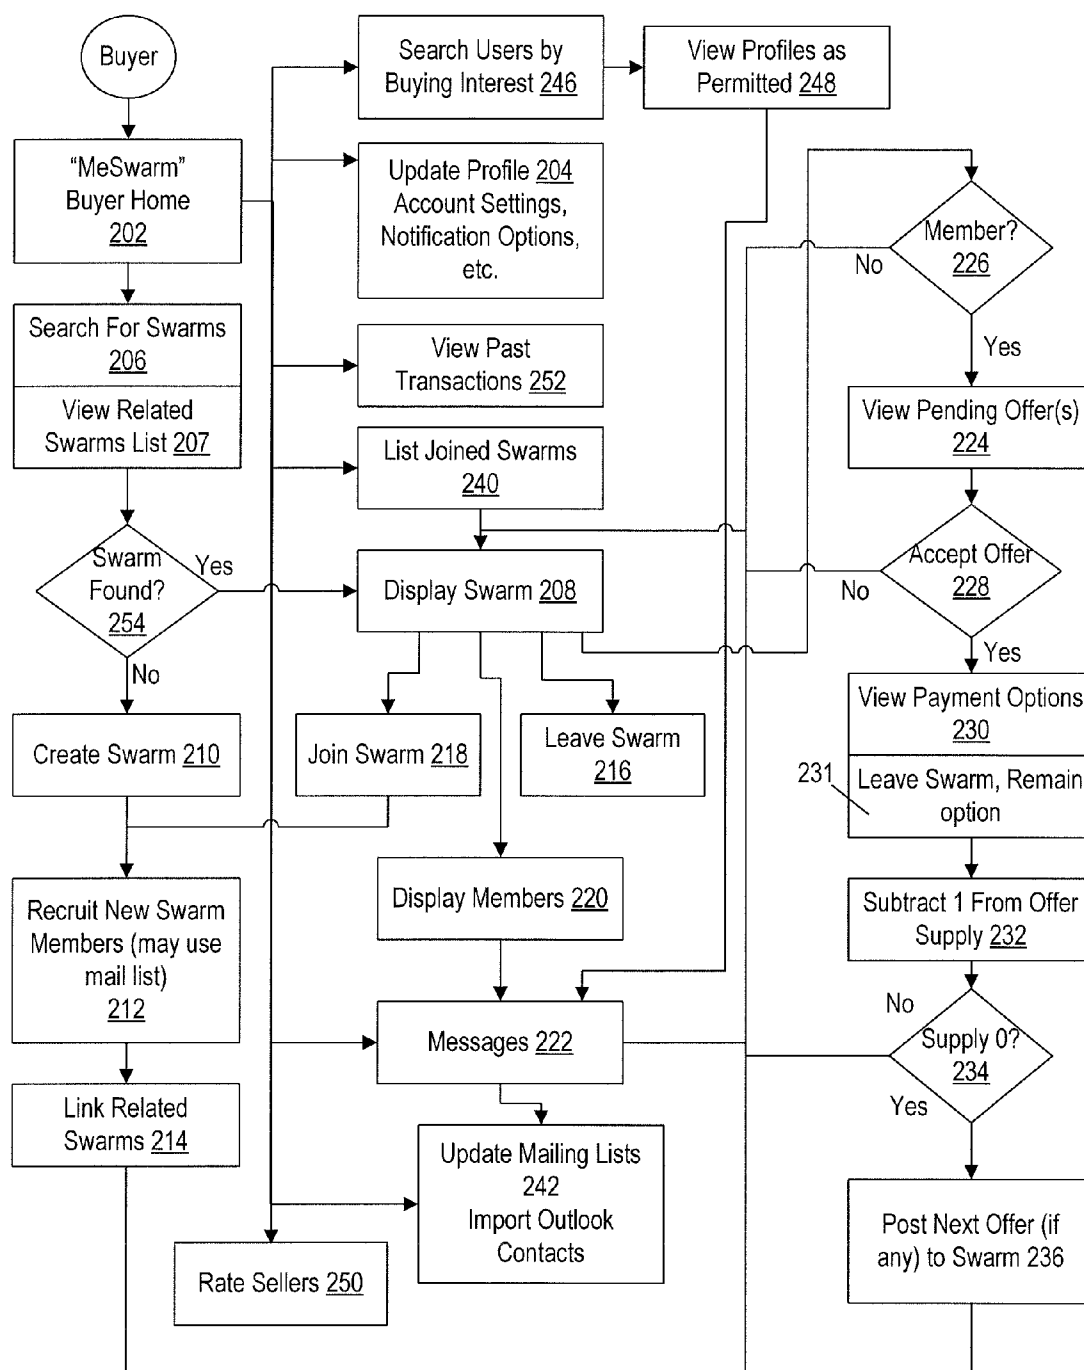 Buyer
"MeSwarm"
Buyer Home
202
Search For Swarms
206
View Related
Swarms List 207
Swarm
Found?
254
Yes
No
Create Swarm 210
Recruit New Swarm
Members (may use
mail list)
212
Link Related
Swarms 214
Search Users by
Buying Interest 246
View Profiles as
Permitted 248
Update Profile 204
Account Settings,
Notification Options,
etc.
View Past
Transactions 252
List Joined Swarms
240
Display Swarm 208
Join Swarm 218
Leave Swarm
216
Display Members 220
Messages 222
Update Mailing Lists
242
Import Outlook
Contacts
Rate Sellers 250
Member?
226
No
Yes
View Pending Offer(s)
224
Accept Offer
228
No
Yes
View Payment Options
230
231
Leave Swarm, Remain
option
Subtract 1 From Offer
Supply 232
No
Supply 0?
234
Yes
Post Next Offer (if
any) to Swarm 236